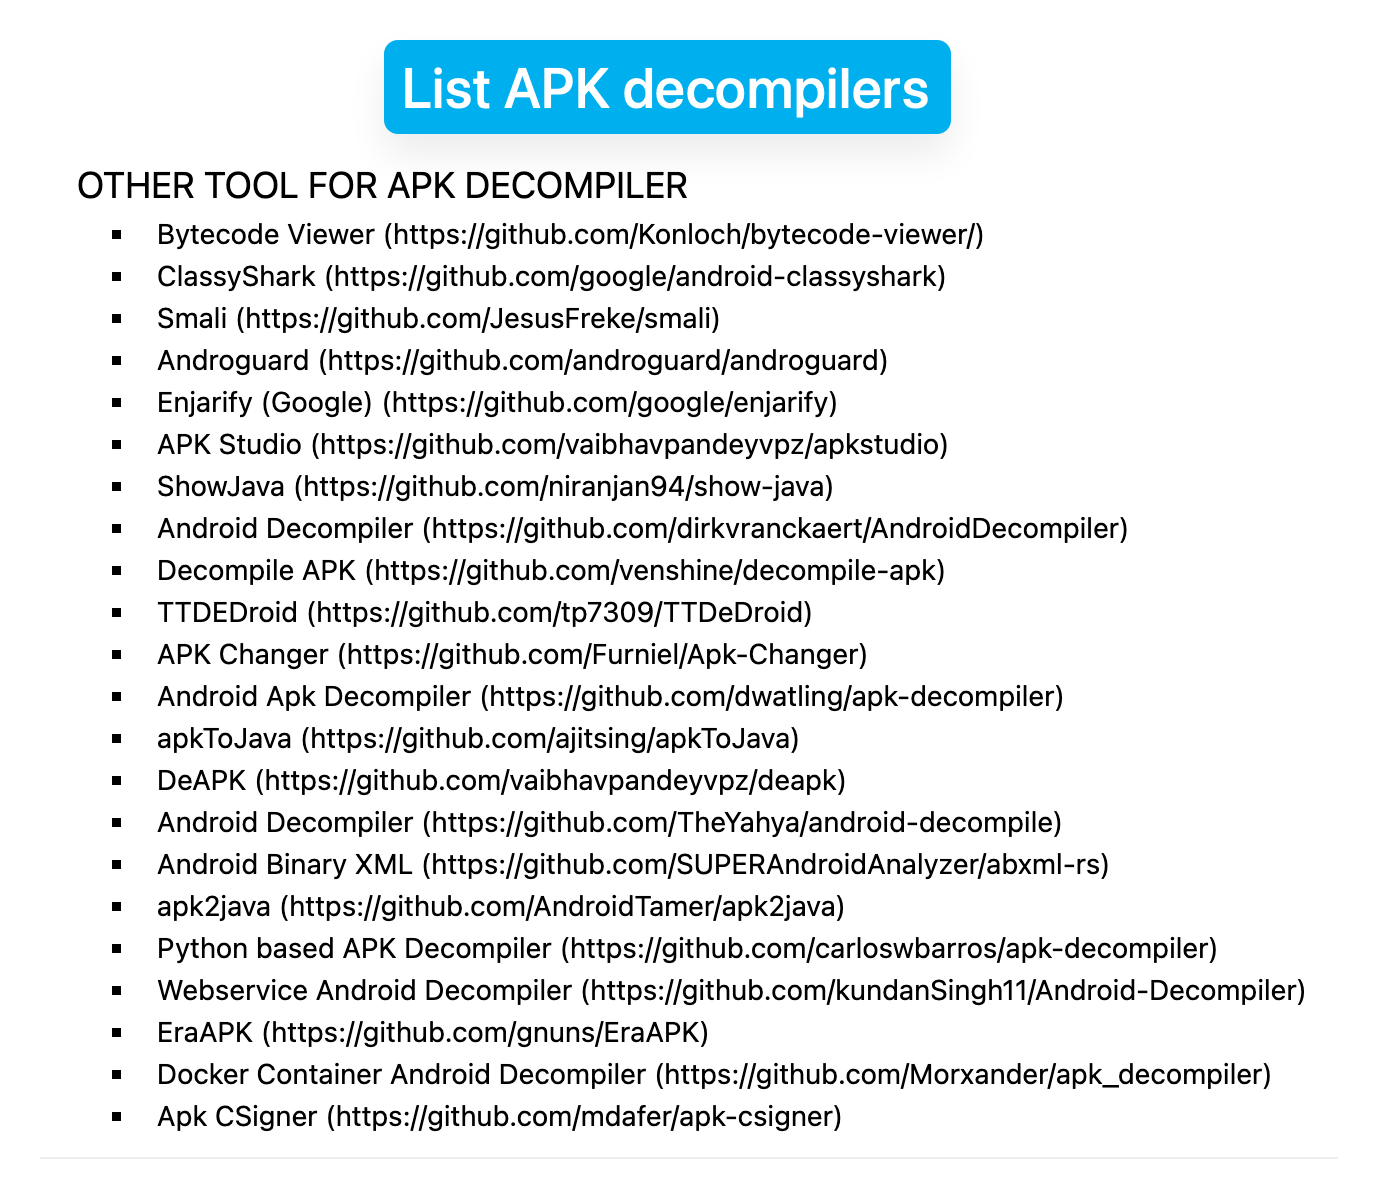 List APK decompilers
OTHER TOOL FOR APK DECOMPILER
▪ Bytecode Viewer (https://github.com/Konloch/bytecode-viewer/)
▪ ClassyShark (https://github.com/google/android-classyshark)
▪ Smali (https://github.com/JesusFreke/smali)
▪ Androguard (https://github.com/androguard/androguard)
▪ Enjarify (Google) (https://github.com/google/enjarify)
▪ APK Studio (https://github.com/vaibhavpandeyvpz/apkstudio)
▪ ShowJava (https://github.com/niranjan94/show-java)
▪ Android Decompiler (https://github.com/dirkvranckaert/AndroidDecompiler)
▪ Decompile APK (https://github.com/venshine/decompile-apk)
▪ TTDEDroid (https://github.com/tp7309/TTDeDroid)
▪ APK Changer (https://github.com/Furniel/Apk-Changer)
▪ Android Apk Decompiler (https://github.com/dwatling/apk-decompiler)
▪ apkToJava (https://github.com/ajitsing/apkToJava)
▪ DeAPK (https://github.com/vaibhavpandeyvpz/deapk)
▪ Android Decompiler (https://github.com/TheYahya/android-decompile)
▪ Android Binary XML (https://github.com/SUPERAndroidAnalyzer/abxml-rs)
▪ apk2java (https://github.com/AndroidTamer/apk2java)
▪ Python based APK Decompiler (https://github.com/carloswbarros/apk-decompiler)
▪ Webservice Android Decompiler (https://github.com/kundanSingh11/Android-Decompiler)
▪ EraAPK (https://github.com/gnuns/EraAPK)
▪ Docker Container Android Decompiler (https://github.com/Morxander/apk_decompiler)
▪ Apk CSigner (https://github.com/mdafer/apk-csigner)